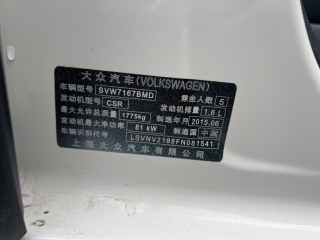 大众汽车(VOLKSWAGEN)
车辆型号 SVW7167BMD 乘坐人数 5
发动机型号 CSR 发动机排量 1.6 L
最大允许总质量 1775kg 制造年月 2015.06
发动机最大净功率 81 kW 制造国 中国
车辆识别代号 LSVNV2188FN081541
上海大众汽车有限公司